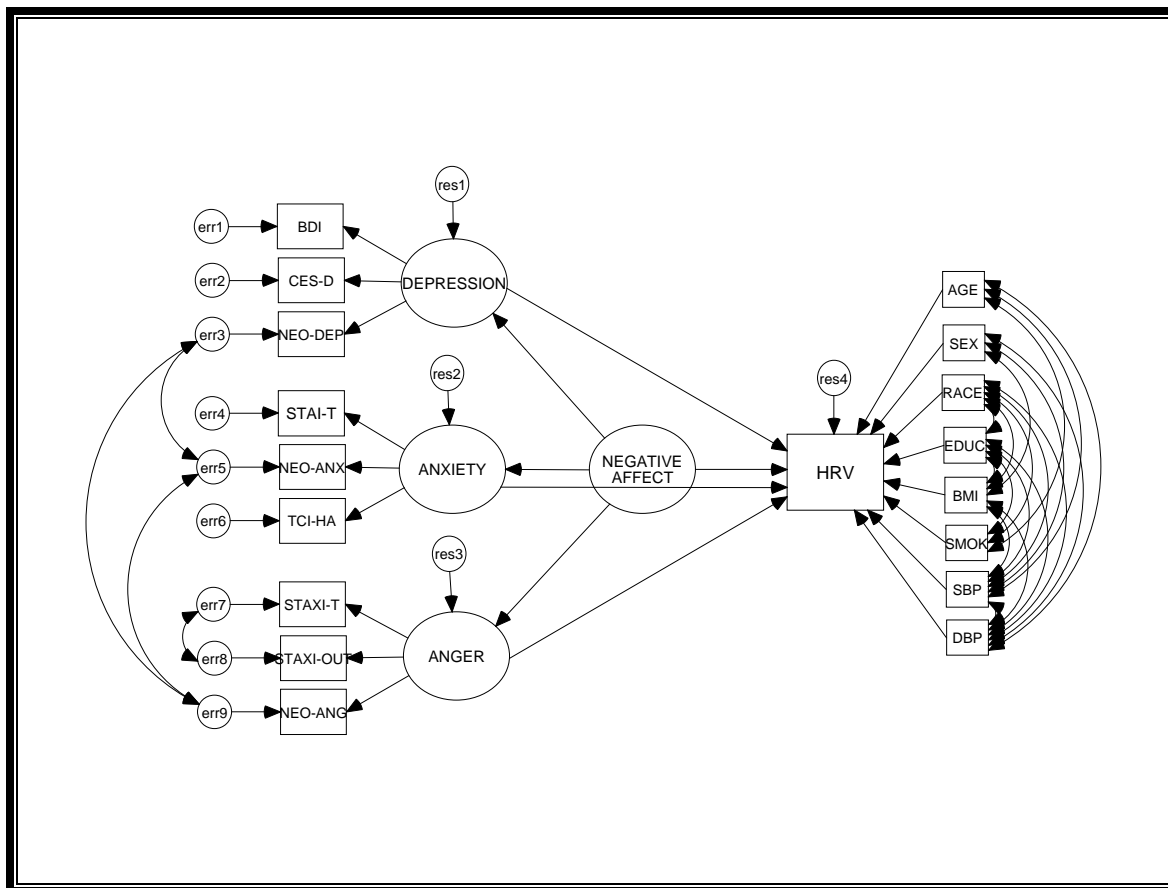 res1
err1
BDI
err2
CES-D
DEPRESSION
err3
NEO-DEP
res2
err4
STAI-T
err5
NEO-ANX
ANXIETY
err6
TCI-HA
NEGATIVE
AFFECT
res3
err7
STAXI-T
err8
STAXI-OUT
ANGER
err9
NEO-ANG
res4
HRV
AGE
SEX
RACE
EDUC
BMI
SMOK
SBP
DBP